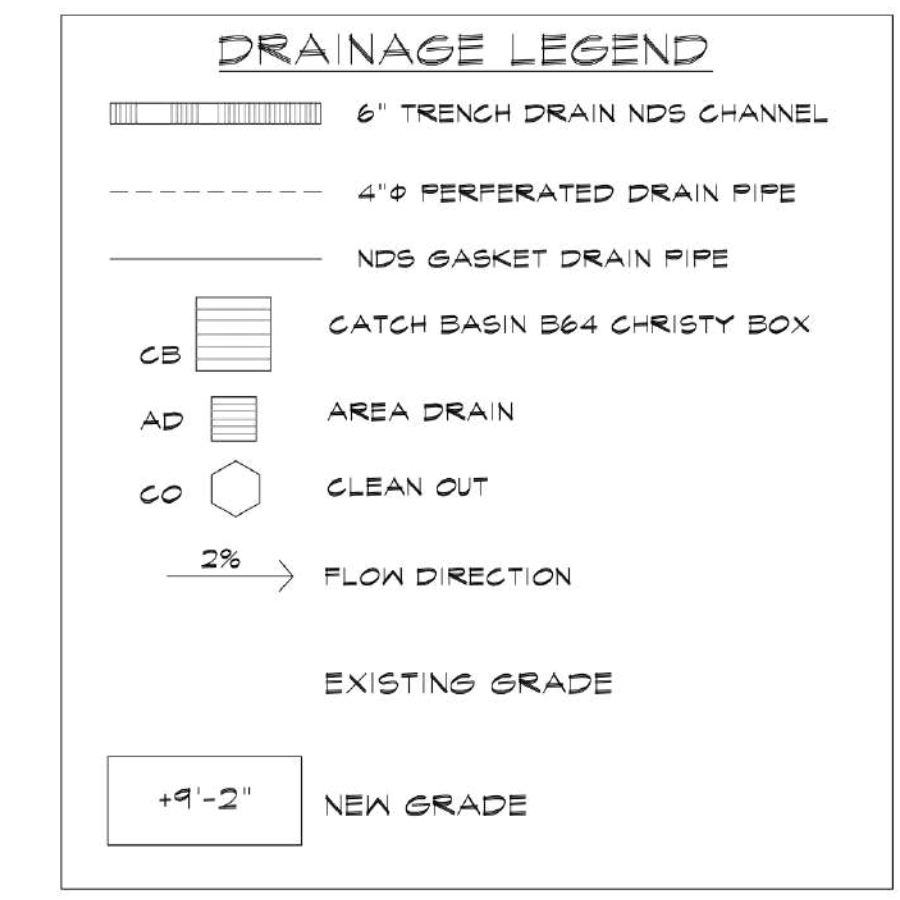 DRAINAGE LEGEND
6" TRENCH DRAIN NDS CHANNEL
4"Φ PERFERATED DRAIN PIPE
NDS GASKET DRAIN PIPE
CB CATCH BASIN B64 CHRISTY BOX
AD AREA DRAIN
CO CLEAN OUT
2% FLOW DIRECTION
EXISTING GRADE
+9'-2" NEW GRADE